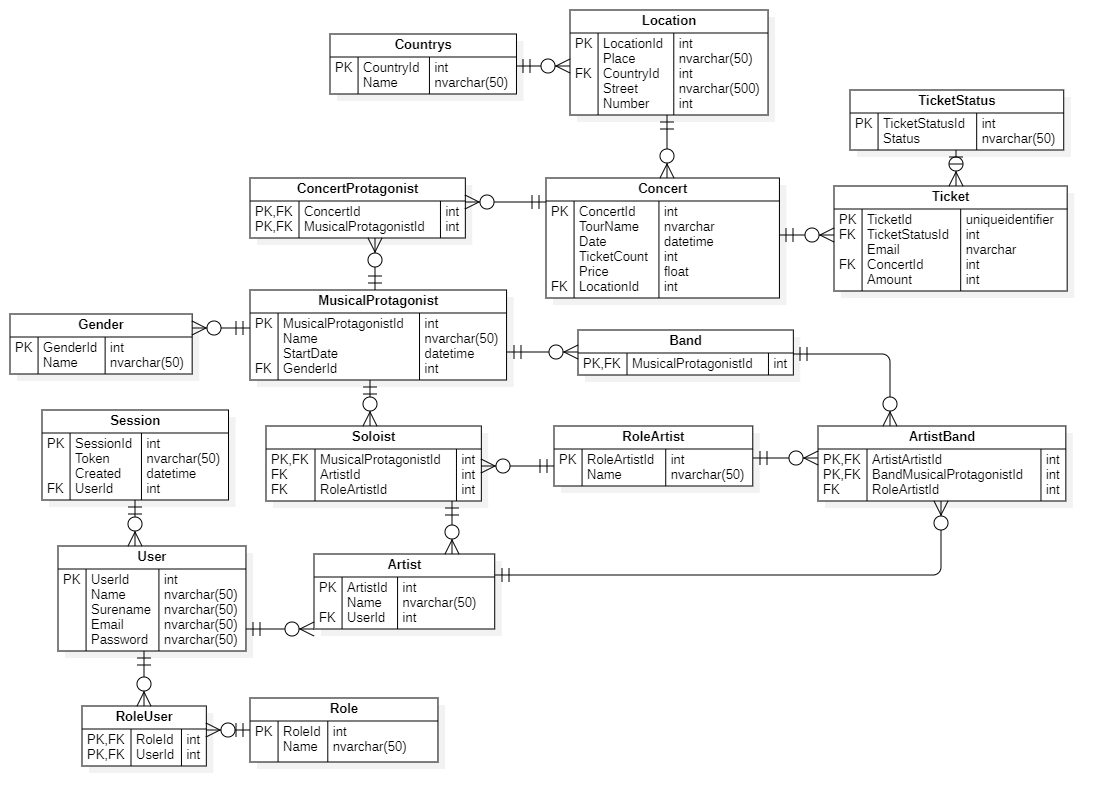 Location
PK LocationId int
Place nvarchar(50)
FK CountryId int
Street nvarchar(500)
Number int
Countrys
PK CountryId int
Name nvarchar(50)
TicketStatus
PK TicketStatusId int
Status nvarchar(50)
ConcertProtagonist
PK,FK ConcertId int
PK,FK MusicalProtagonistId int
Concert
PK ConcertId int
TourName nvarchar
Date datetime
TicketCount int
Price float
FK LocationId int
Ticket
PK TicketId uniqueidentifier
FK TicketStatusId int
Email nvarchar
FK ConcertId int
Amount int
Gender
PK GenderId int
Name nvarchar(50)
MusicalProtagonist
PK MusicalProtagonistId int
Name nvarchar(50)
StartDate datetime
FK GenderId int
Band
PK,FK MusicalProtagonistId int
Session
PK SessionId int
Token nvarchar(50)
Created datetime
FK UserId int
Soloist
PK,FK MusicalProtagonistId int
FK ArtistId int
FK RoleArtistId int
RoleArtist
PK RoleArtistId int
Name nvarchar(50)
ArtistBand
PK,FK ArtistArtistId int
PK,FK BandMusicalProtagonistId int
FK RoleArtistId int
User
PK UserId int
Name nvarchar(50)
Surename nvarchar(50)
Email nvarchar(50)
Password nvarchar(50)
Artist
PK ArtistId int
Name nvarchar(50)
FK UserId int
RoleUser
PK,FK RoleId int
PK,FK UserId int
Role
PK RoleId int
Name nvarchar(50)